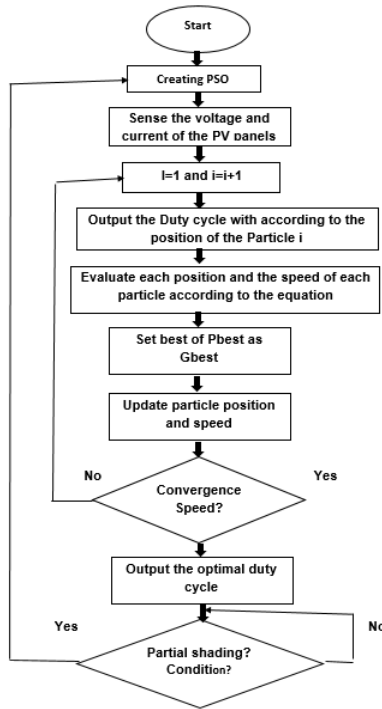 Start
Creating PSO
Sense the voltage and
current of the PV panels
I=1 and i=i+1
Output the Duty cycle with according to the
position of the Particle i
Evaluate each position and the speed of each
particle according to the equation
Set best of Pbest as
Gbest
Update particle position
and speed
No
Yes
Convergence
Speed?
Output the optimal duty
cycle
Yes
No
Partial shading?
Condition?